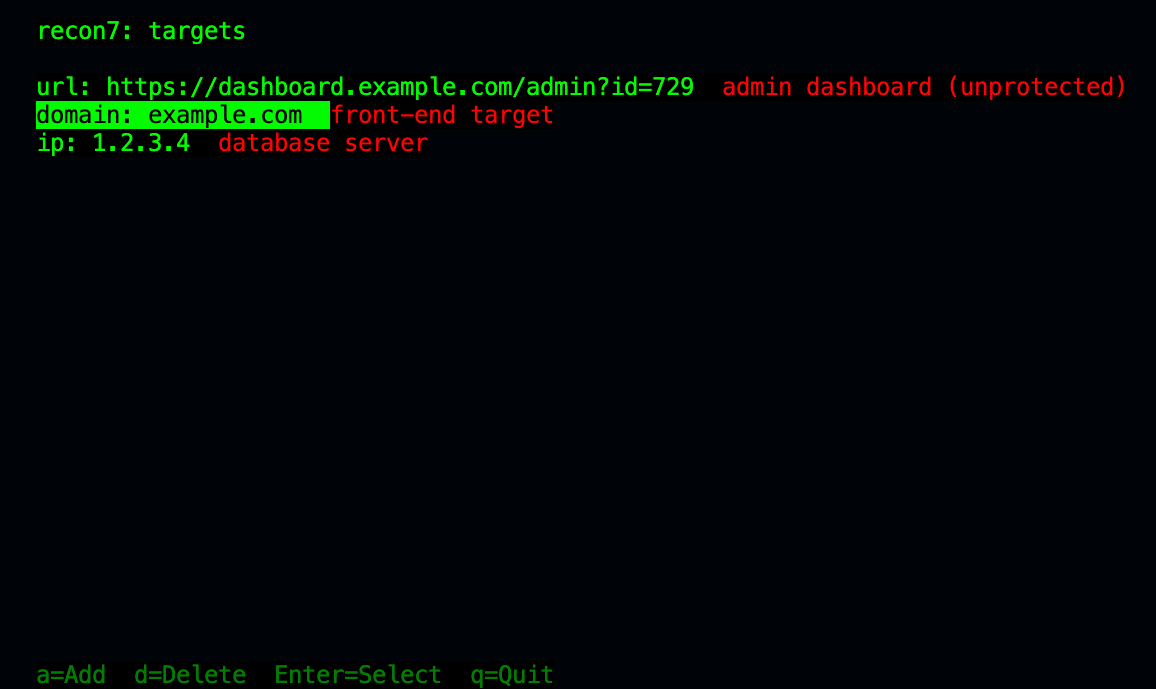 recon7: targets
url: https://dashboard.example.com/admin?id=729  admin dashboard (unprotected)
domain: example.com  front-end target
ip: 1.2.3.4  database server
a=Add  d=Delete  Enter=Select  q=Quit